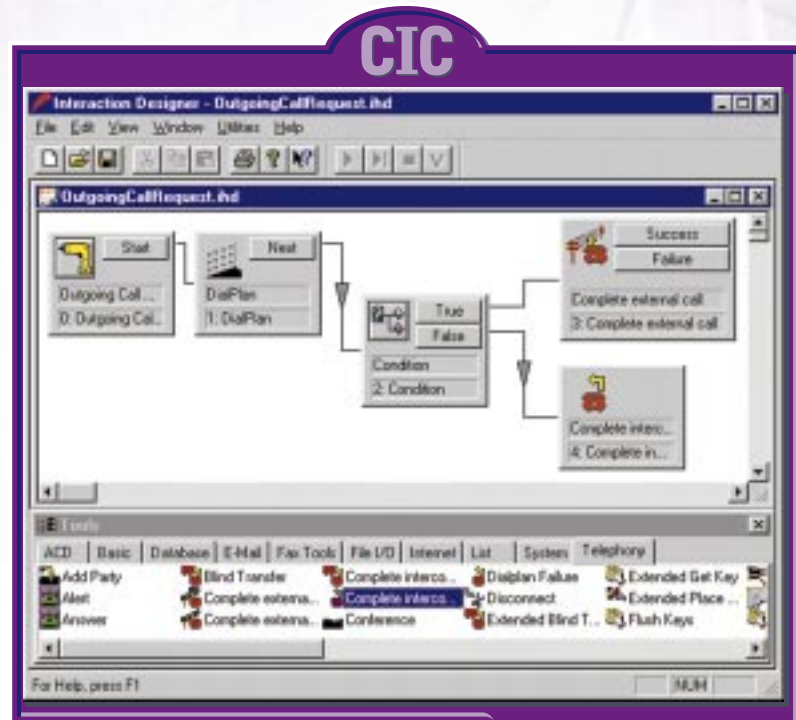 CIC
Interaction Designer - OutgoingCallRequest.ihd
File Edit View Window Utilities Help
OutgoingCallRequest.ihd
Start
Outgoing Call ...
0: Outgoing Cal...
Next
DialPlan
1: DialPlan
True
False
Condition
2: Condition
Success
Failure
Complete external call
3: Complete external call
Complete interc...
4: Complete in...
Tools
ACD Basic Database E-Mail Fax Tools File I/O Internet List System Telephony
Add Party Blind Transfer Complete interco... Dialplan Failure Extended Get Key
Alert Complete externa... Complete interco... Disconnect Extended Place ...
Answer Complete externa... Conference Extended Blind T... Flush Keys
For Help, press F1
NUM